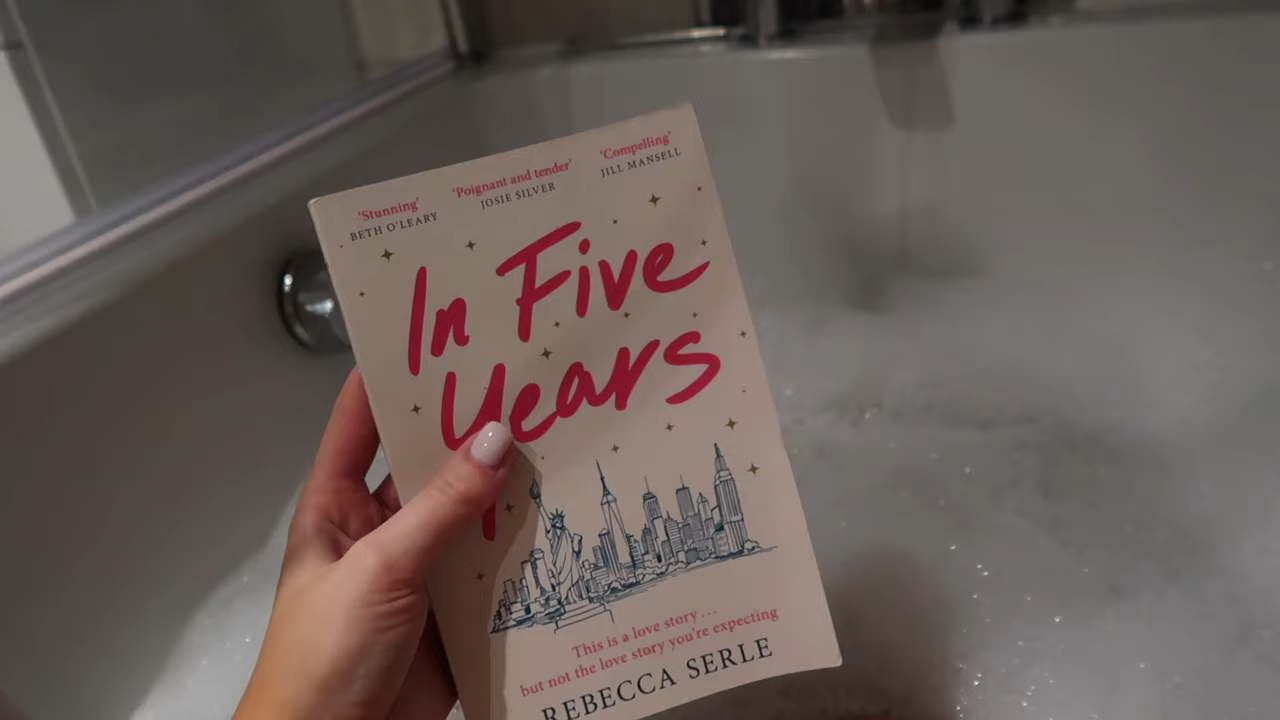 'Stunning'
BETH O'LEARY
'Poignant and tender'
JOSIE SILVER
'Compelling'
JILL MANSELL
In Five
Years
This is a love story . . .
but not the love story you're expecting
REBECCA SERLE